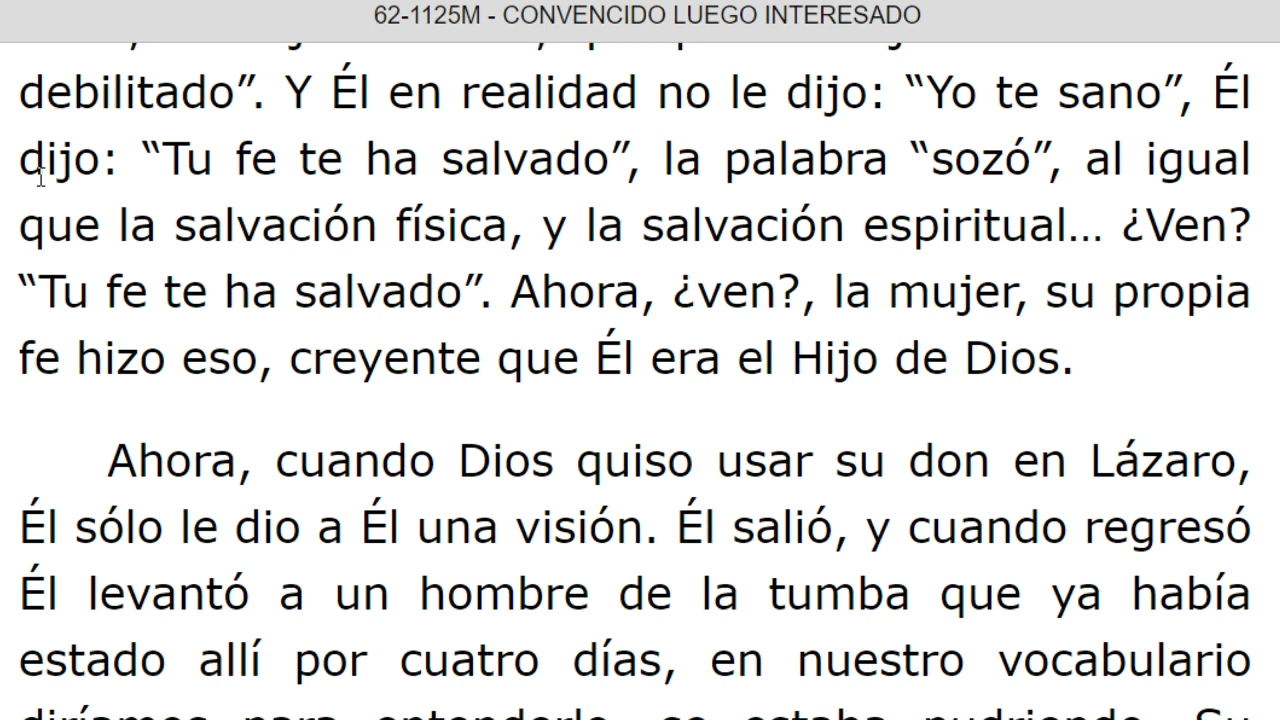 62-1125M - CONVENCIDO LUEGO INTERESADO
debilitado”. Y Él en realidad no le dijo: “Yo te sano”, Él
dijo: “Tu fe te ha salvado”, la palabra “sozó”, al igual
que la salvación física, y la salvación espiritual... ¿Ven?
“Tu fe te ha salvado”. Ahora, ¿ven?, la mujer, su propia
fe hizo eso, creyente que Él era el Hijo de Dios.
Ahora, cuando Dios quiso usar su don en Lázaro,
Él sólo le dio a Él una visión. Él salió, y cuando regresó
Él levantó a un hombre de la tumba que ya había
estado allí por cuatro días, en nuestro vocabulario